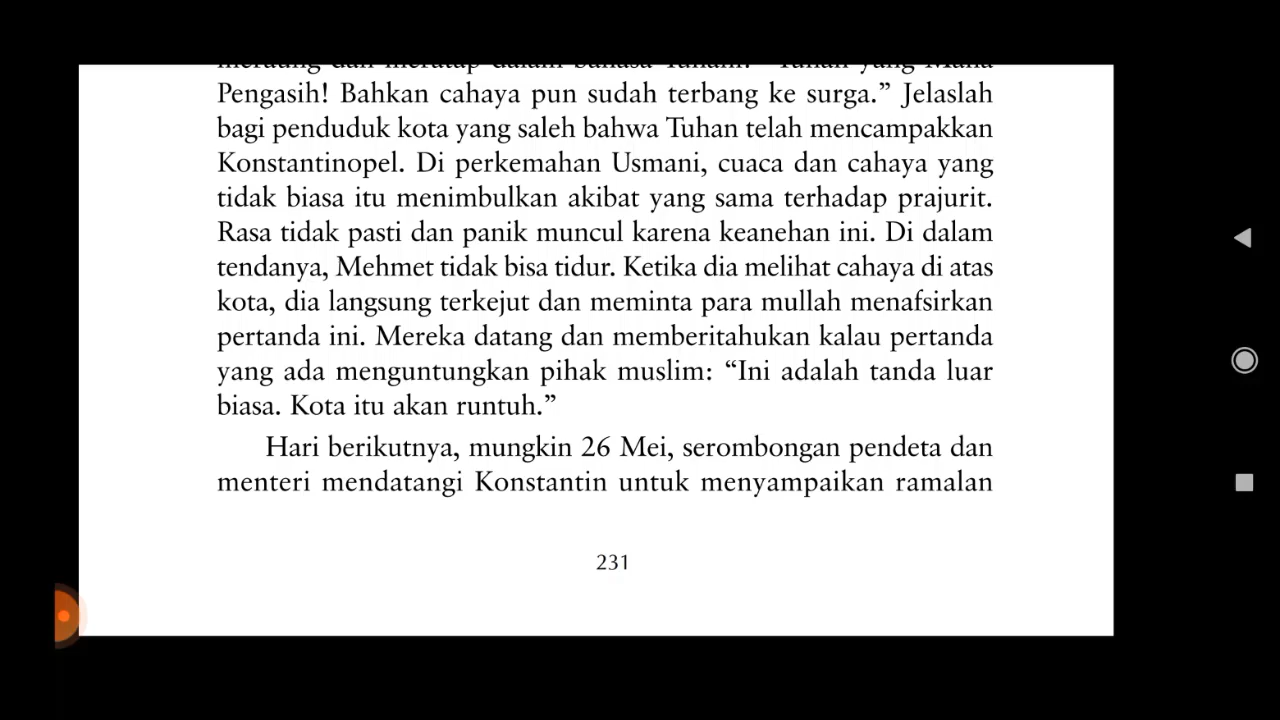 Pengasih! Bahkan cahaya pun sudah terbang ke surga.” Jelaslah
bagi penduduk kota yang saleh bahwa Tuhan telah mencampakkan
Konstantinopel. Di perkemahan Usmani, cuaca dan cahaya yang
tidak biasa itu menimbulkan akibat yang sama terhadap prajurit.
Rasa tidak pasti dan panik muncul karena keanehan ini. Di dalam
tendanya, Mehmet tidak bisa tidur. Ketika dia melihat cahaya di atas
kota, dia langsung terkejut dan meminta para mullah menafsirkan
pertanda ini. Mereka datang dan memberitahukan kalau pertanda
yang ada menguntungkan pihak muslim: “Ini adalah tanda luar
biasa. Kota itu akan runtuh.”
Hari berikutnya, mungkin 26 Mei, serombongan pendeta dan
menteri mendatangi Konstantin untuk menyampaikan ramalan
231